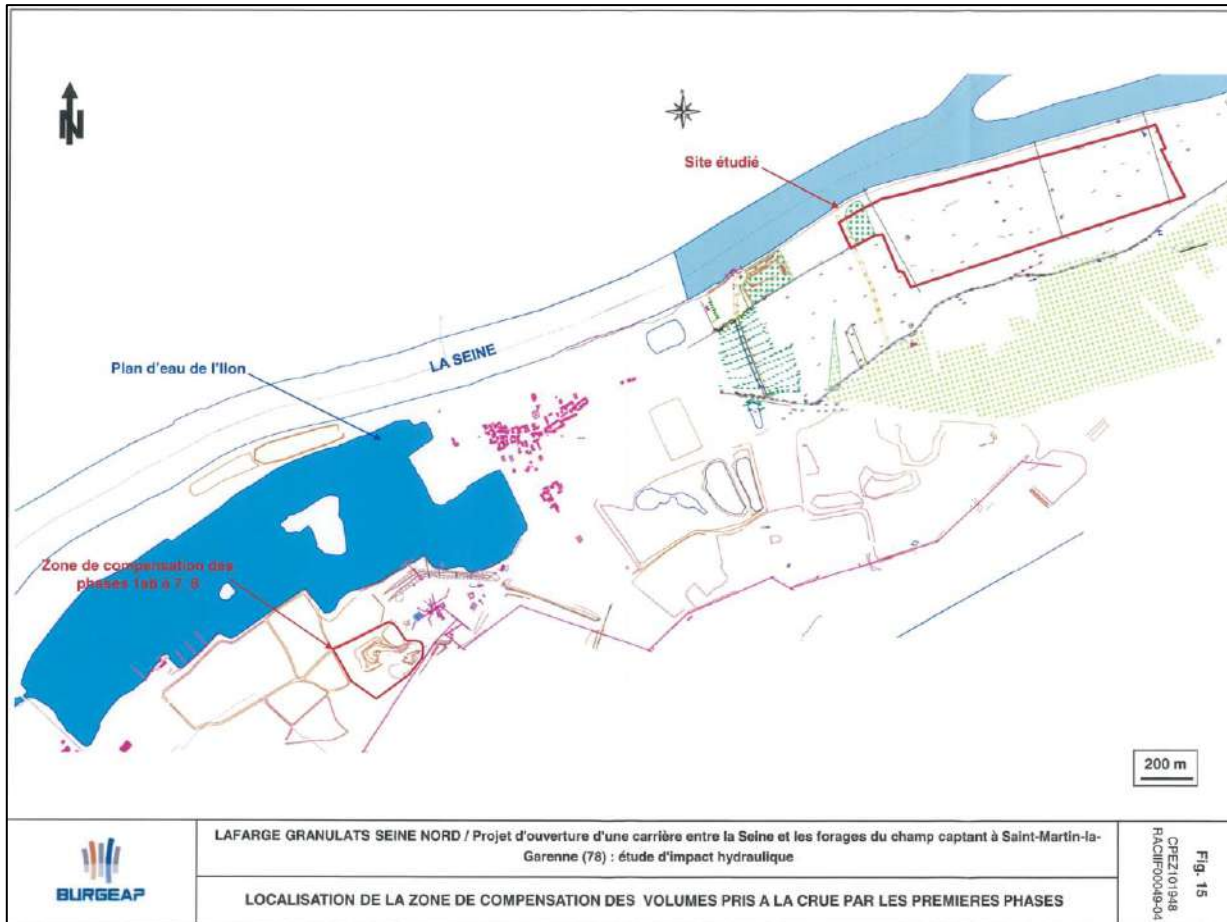 N
Site étudié
LA SEINE
Plan d'eau de l'Ilon
Zone de compensation des
phases 1ab à 7_8
200 m
BURGEAP
LAFARGE GRANULATS SEINE NORD / Projet d'ouverture d'une carrière entre la Seine et les forages du champ captant à Saint-Martin-la-
Garenne (78) : étude d'impact hydraulique
LOCALISATION DE LA ZONE DE COMPENSATION DES VOLUMES PRIS A LA CRUE PAR LES PREMIERES PHASES
Fig. 15
CPEZ101948
RACIIF00049-04